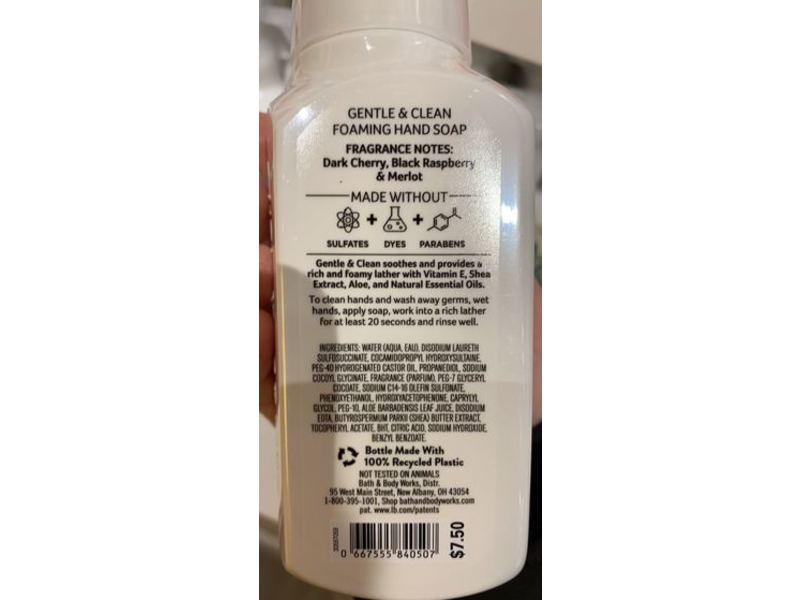 GENTLE & CLEAN
FOAMING HAND SOAP
FRAGRANCE NOTES:
Dark Cherry, Black Raspberry
& Merlot
MADE WITHOUT
+ +
SULFATES DYES PARABENS
Gentle & Clean soothes and provides a
rich and foamy lather with Vitamin E, Shea
Extract, Aloe, and Natural Essential Oils.
To clean hands and wash away germs, wet
hands, apply soap, work into a rich lather
for at least 20 seconds and rinse well.
INGREDIENTS: WATER (AQUA, EAU), DISODIUM LAURETH
SULFOSUCCINATE, COCAMIDOPROPYL HYDROXYSULTAINE,
PEG-40 HYDROGENATED CASTOR OIL, PROPANEDIOL, SODIUM
COCOYL GLYCINATE, FRAGRANCE (PARFUM), PEG-7 GLYCERYL
COCOATE, SODIUM C14-16 OLEFIN SULFONATE,
PHENOXYETHANOL, HYDROXYACETOPHENONE, CAPRYLYL
GLYCOL, PEG-10, ALOE BARBADENSIS LEAF JUICE, DISODIUM
EDTA, BUTYROSPERMUM PARKII (SHEA) BUTTER EXTRACT,
TOCOPHERYL ACETATE, BHT, CITRIC ACID, SODIUM HYDROXIDE,
BENZYL BENZOATE.
Bottle Made With
100% Recycled Plastic
NOT TESTED ON ANIMALS
Bath & Body Works, Distr.
95 West Main Street, New Albany, OH 43054
1-800-395-1001, Shop bathandbodyworks.com
pat. www.lb.com/patents
0 667555 840507
$7.50